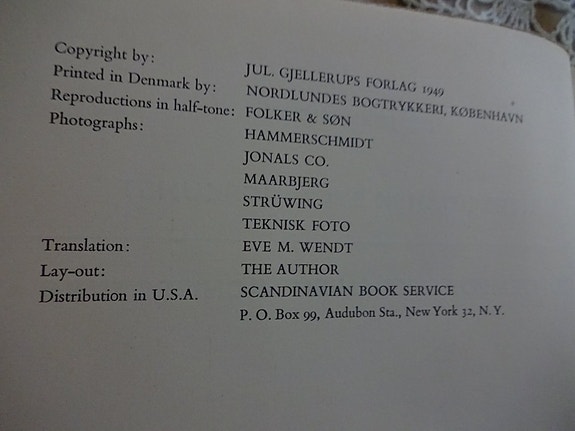 Copyright by: JUL. GJELLERUPS FORLAG 1949
Printed in Denmark by: NORDLUNDES BOGTRYKKERI, KØBENHAVN
Reproductions in half-tone: FOLKER & SØN
Photographs: HAMMERSCHMIDT
JONALS CO.
MAARBJERG
STRÜWING
TEKNISK FOTO
Translation: EVE M. WENDT
Lay-out: THE AUTHOR
Distribution in U.S.A. SCANDINAVIAN BOOK SERVICE
P. O. Box 99, Audubon Sta., New York 32, N. Y.